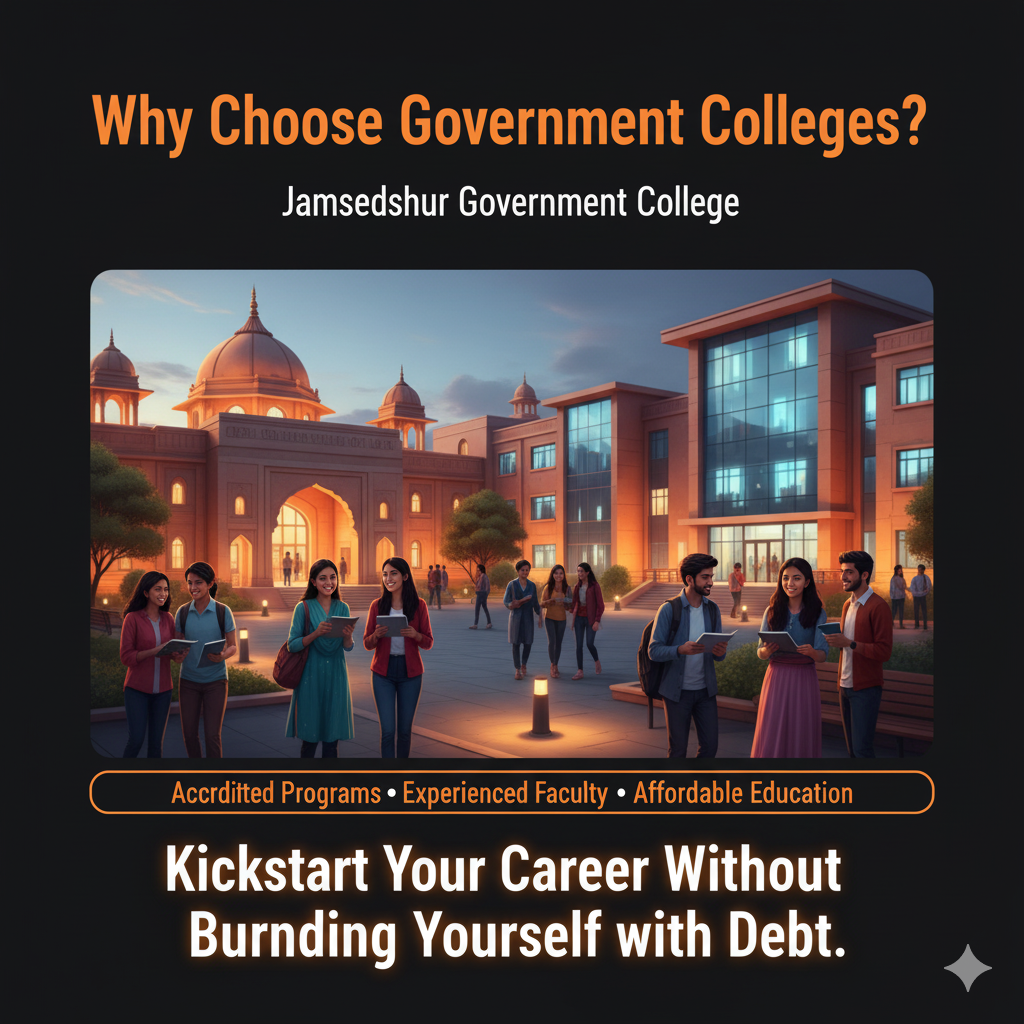 Why Choose Government Colleges?
Jamsedshur Government College
Accrditted Programs • Experienced Faculty • Affordable Education
Kickstart Your Career Without
Burnding Yourself with Debt.